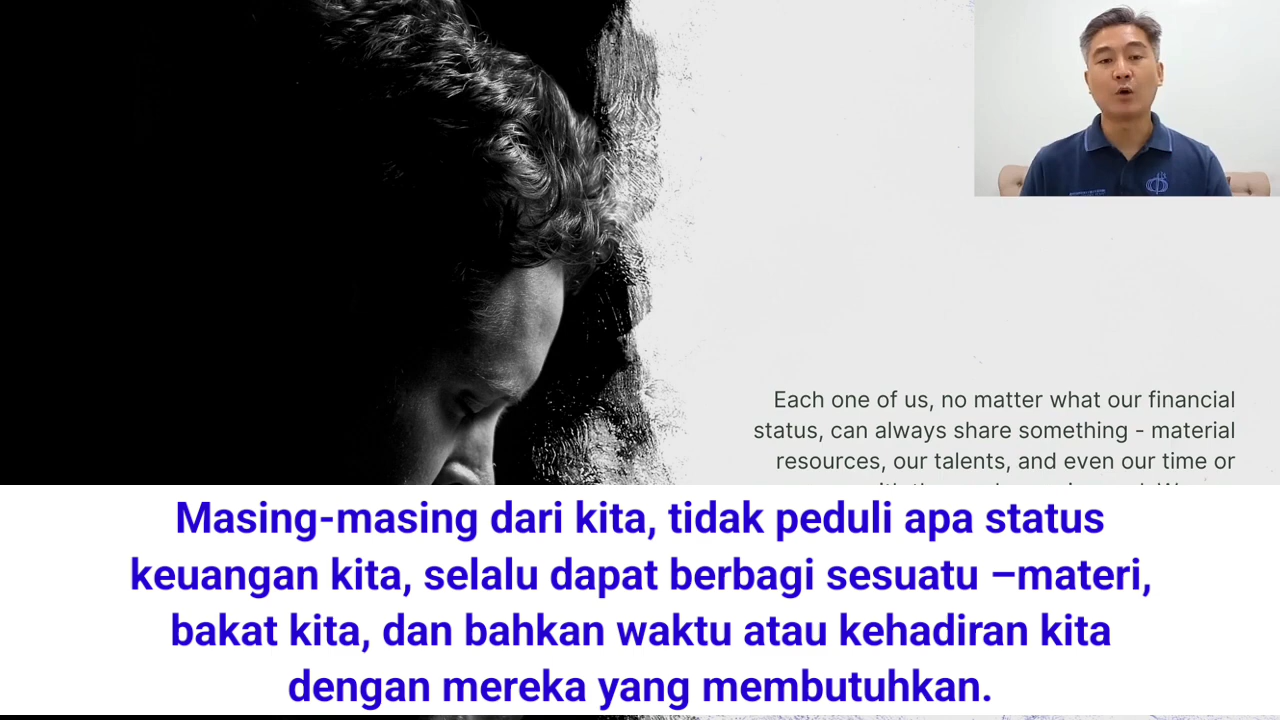 Each one of us, no matter what our financial
status, can always share something - material
resources, our talents, and even our time or
Masing-masing dari kita, tidak peduli apa status
keuangan kita, selalu dapat berbagi sesuatu –materi,
bakat kita, dan bahkan waktu atau kehadiran kita
dengan mereka yang membutuhkan.